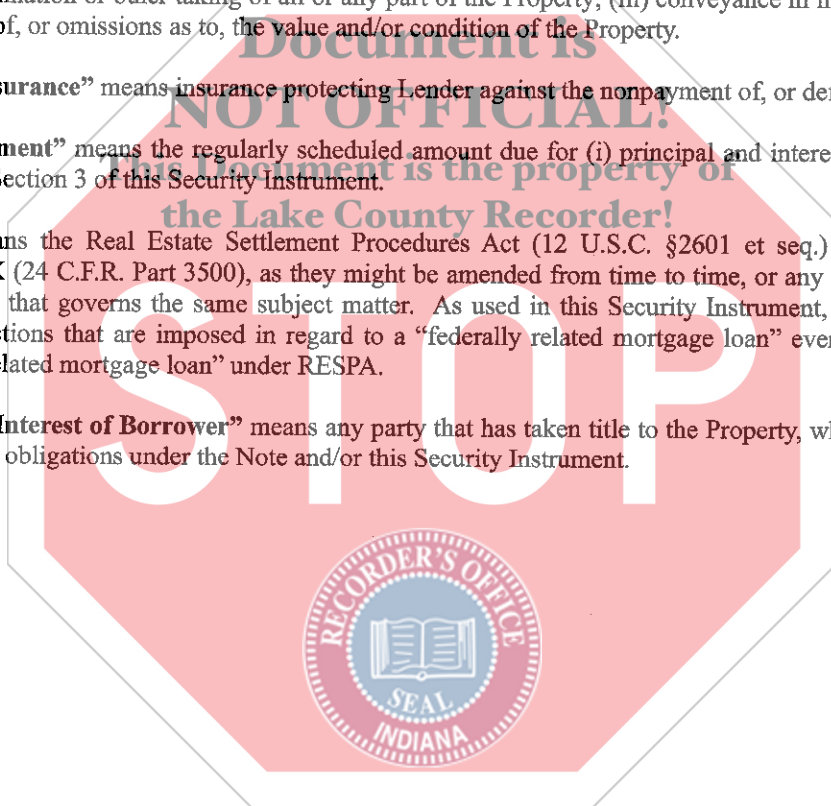 of, or omissions as to, the value and/or condition of the Property.
Document is
surance” means insurance protecting Lender against the nonpayment of, or
NOT OFFICIAL!
ment” means the regularly scheduled amount due for (i) principal and
This Document is the property of
ection 3 of this Security Instrument.
the Lake County Recorder!
ans the Real Estate Settlement Procedures Act (12 U.S.C. §2601 et seq.)
(24 C.F.R. Part 3500), as they might be amended from time to time, or any
that governs the same subject matter. As used in this Security Instrument,
tions that are imposed in regard to a “federally related mortgage loan”
lated mortgage loan” under RESPA.
STOP
Interest of Borrower” means any party that has taken title to the Property,
obligations under the Note and/or this Security Instrument.
RECORDER'S OFFICE
SEAL
INDIANA